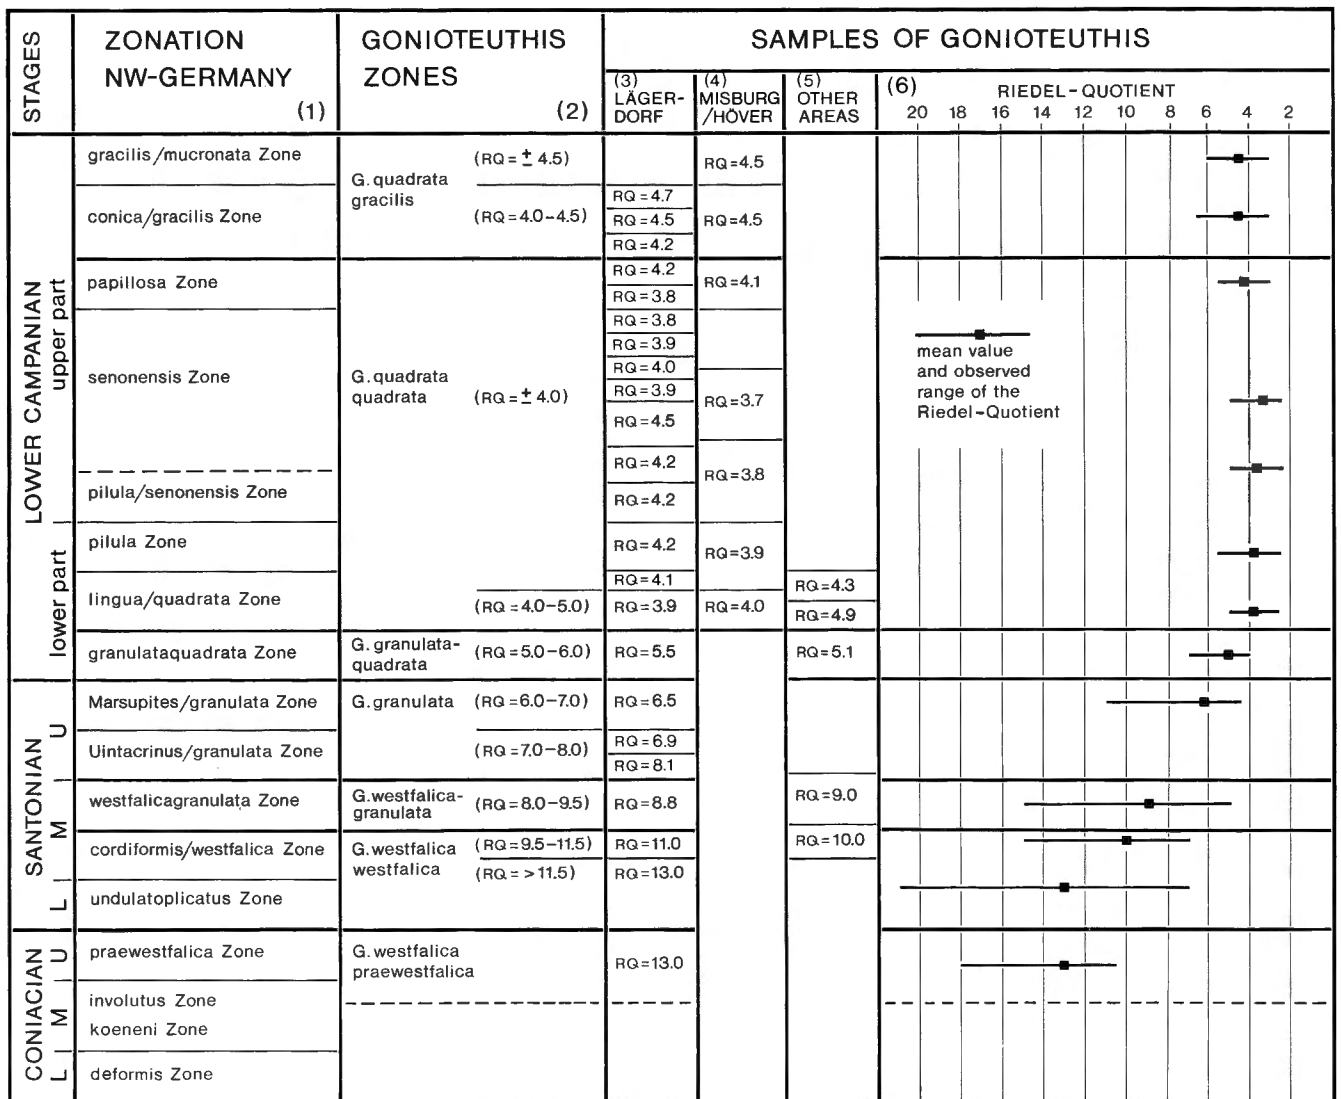 STAGES
ZONATION
NW-GERMANY
(1)
GONIOTEUTHIS
ZONES
(2)
SAMPLES OF GONIOTEUTHIS
(3)
LÄGER-
DORF
(4)
MISBURG
/HÖVER
(5)
OTHER
AREAS
(6)
RIEDEL-QUOTIENT
20 18 14 12 10 8 6 4 2
LOWER CAMPANIAN
upper part
lower part
gracilis/mucronata Zone
(RQ = ± 4.5)
RQ=4.5
G. quadrata
gracilis
conica/gracilis Zone
(RQ = 4.0–4.5)
RQ =4.7
RQ =4.5
RQ =4.2
RQ=4.5
papillosa Zone
RQ = 4.2
RQ = 3.8
RQ=4.1
senonensis Zone
G. quadrata
quadrata
(RQ = ± 4.0)
RQ = 3.8
RQ =3.9
RQ =4.0
RQ =3.9
RQ =4.5
RQ=3.7
RQ=4.2
RQ=3.8
pilula/senonensis Zone
RQ =4.2
pilula Zone
RQ =4.2
RQ=3.9
lingua/quadrata Zone
RQ =4.1
RQ=4.3
(RQ = 4.0–5.0)
RQ =3.9
RQ=4.0
RQ=4.9
granulataquadrata Zone
G. granulata-
quadrata
(RQ=5.0–6.0)
RQ = 5.5
RQ=5.1
mean value
and observed
range of the
Riedel-Quotient
SANTONIAN
L M U
Marsupites/granulata Zone
G. granulata
(RQ =6.0–7.0)
RQ =6.5
Uintacrinus/granulata Zone
(RQ =7.0–8.0)
RQ =6.9
RQ =8.1
westfalicagranulata Zone
G.westfalica-
granulata
(RQ =8.0–9.5)
RQ =8.8
RQ=9.0
cordiformis/westfalica Zone
G. westfalica
westfalica
(RQ=9.5–11.5)
RQ =11.0
RQ=10.0
(RQ = >11.5)
RQ=13.0
undulatoplicatus Zone
CONIACIAN
L M U
praewestfalica Zone
G. westfalica
praewestfalica
RQ=13.0
involutus Zone
koeneni Zone
deformis Zone
20 18 16 14 12 10 8 6 4 2